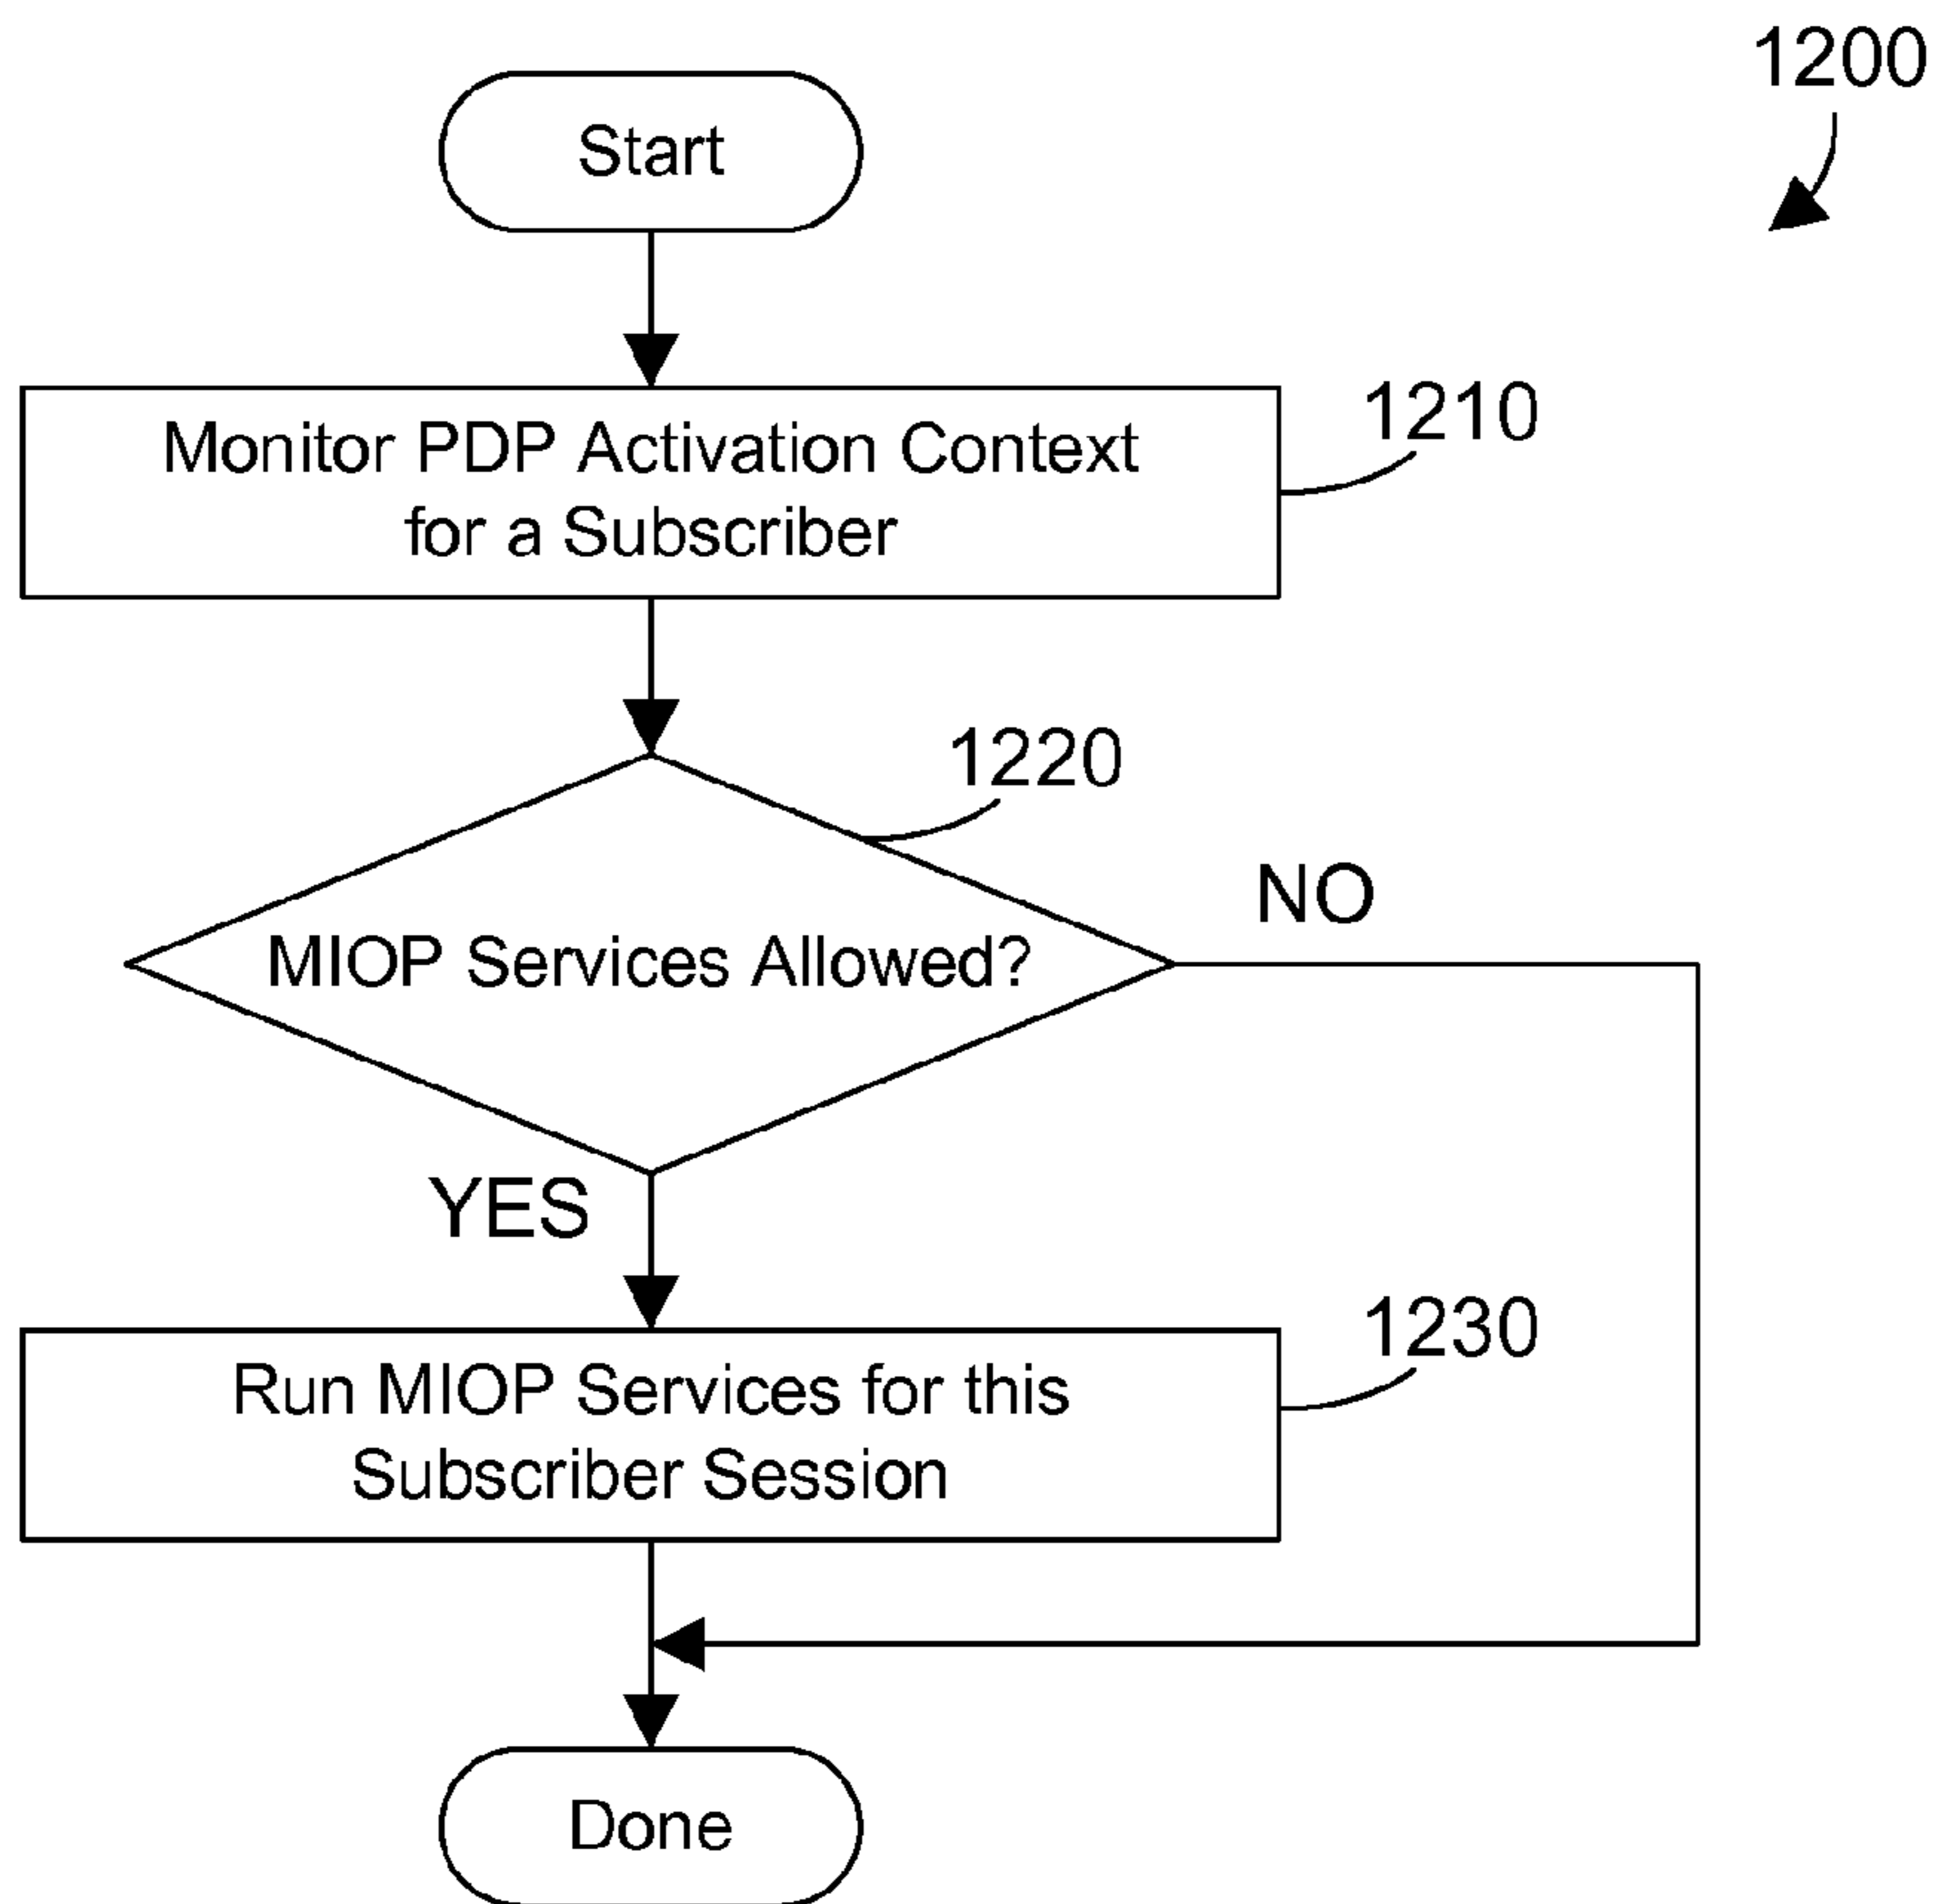 1200
Start
Monitor PDP Activation Context
for a Subscriber
1210
1220
MIOP Services Allowed?
NO
YES
Run MIOP Services for this
Subscriber Session
1230
Done